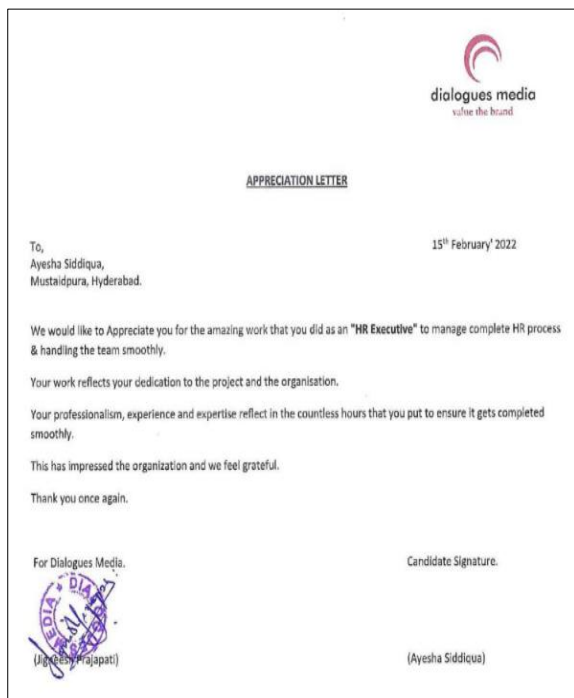 dialogues media
value the brand
APPRECIATION LETTER
To,
15th February' 2022
Ayesha Siddiqua,
Mustaidpura, Hyderabad.
We would like to Appreciate you for the amazing work that you did as an "HR Executive" to manage complete HR process
& handling the team smoothly.
Your work reflects your dedication to the project and the organisation.
Your professionalism, experience and expertise reflect in the countless hours that you put to ensure it gets completed
smoothly.
This has impressed the organization and we feel grateful.
Thank you once again.
For Dialogues Media.
Candidate Signature.
MEDIA ★ DIALOGUES
(Jignesh Prajapati)
(Ayesha Siddiqua)